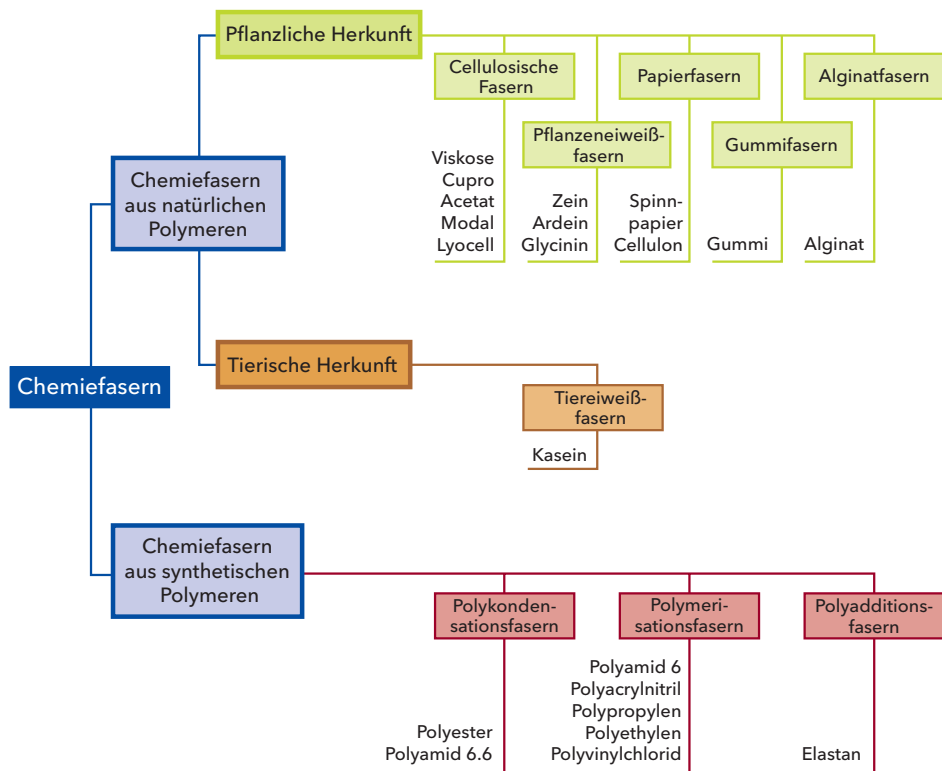 Pflanzliche Herkunft
Cellulosische
Fasern
Papierfasern
Alginatfasern
Pflanzeneiweiß-
fasern
Gummifasern
Viskose
Cupro
Acetat
Modal
Lyocell
Zein
Ardein
Glycinin
Spinn-
papier
Cellulon
Gummi
Alginat
Chemiefasern
aus natürlichen
Polymeren
Tierische Herkunft
Chemiefasern
Tiereiweiß-
fasern
Kasein
Chemiefasern
aus synthetischen
Polymeren
Polykonden-
sationsfasern
Polymeri-
sationsfasern
Polyadditions-
fasern
Polyester
Polyamid 6.6
Polyamid 6
Polyacrylnitril
Polypropylen
Polyethylen
Polyvinylchlorid
Elastan